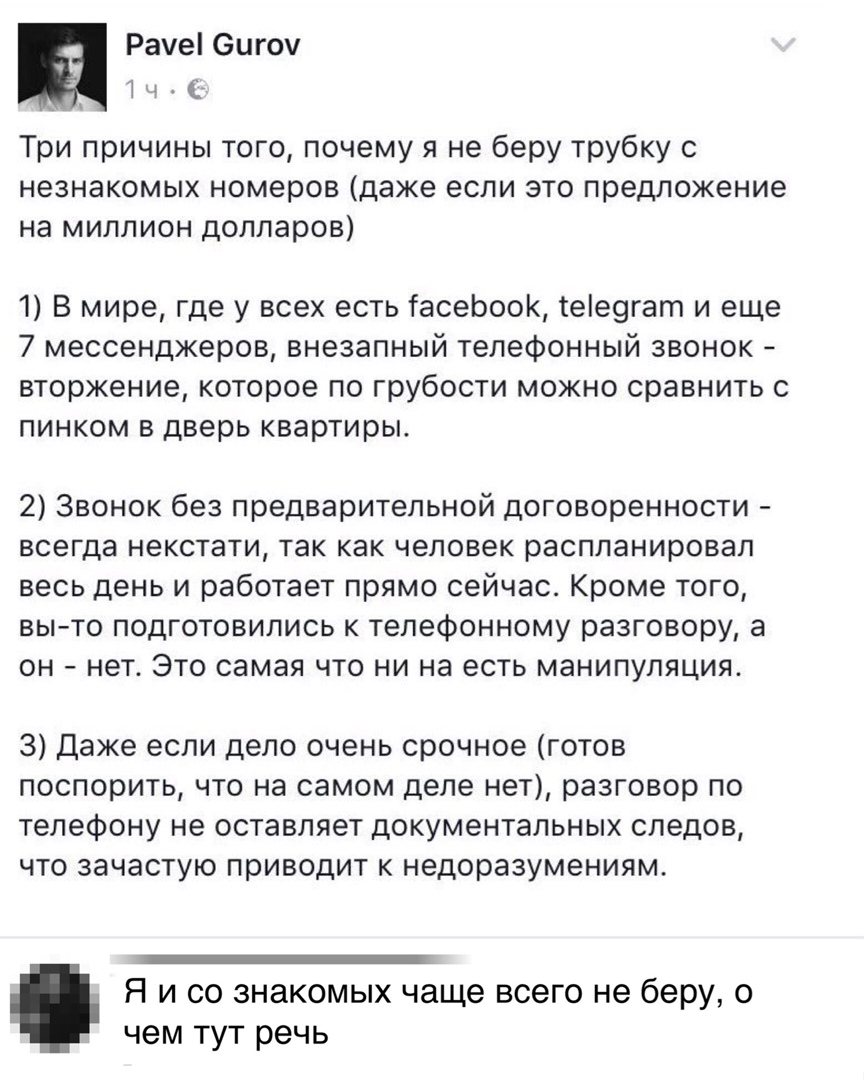 Pavel Gurov
1 ч ·
Три причины того, почему я не беру трубку с
незнакомых номеров (даже если это предложение
на миллион долларов)
1) В мире, где у всех есть facebook, telegram и еще
7 мессенджеров, внезапный телефонный звонок -
вторжение, которое по грубости можно сравнить с
пинком в дверь квартиры.
2) Звонок без предварительной договоренности -
всегда некстати, так как человек распланировал
весь день и работает прямо сейчас. Кроме того,
вы-то подготовились к телефонному разговору, а
он - нет. Это самая что ни на есть манипуляция.
3) Даже если дело очень срочное (готов
поспорить, что на самом деле нет), разговор по
телефону не оставляет документальных следов,
что зачастую приводит к недоразумениям.
Я и со знакомых чаще всего не беру, о
чем тут речь